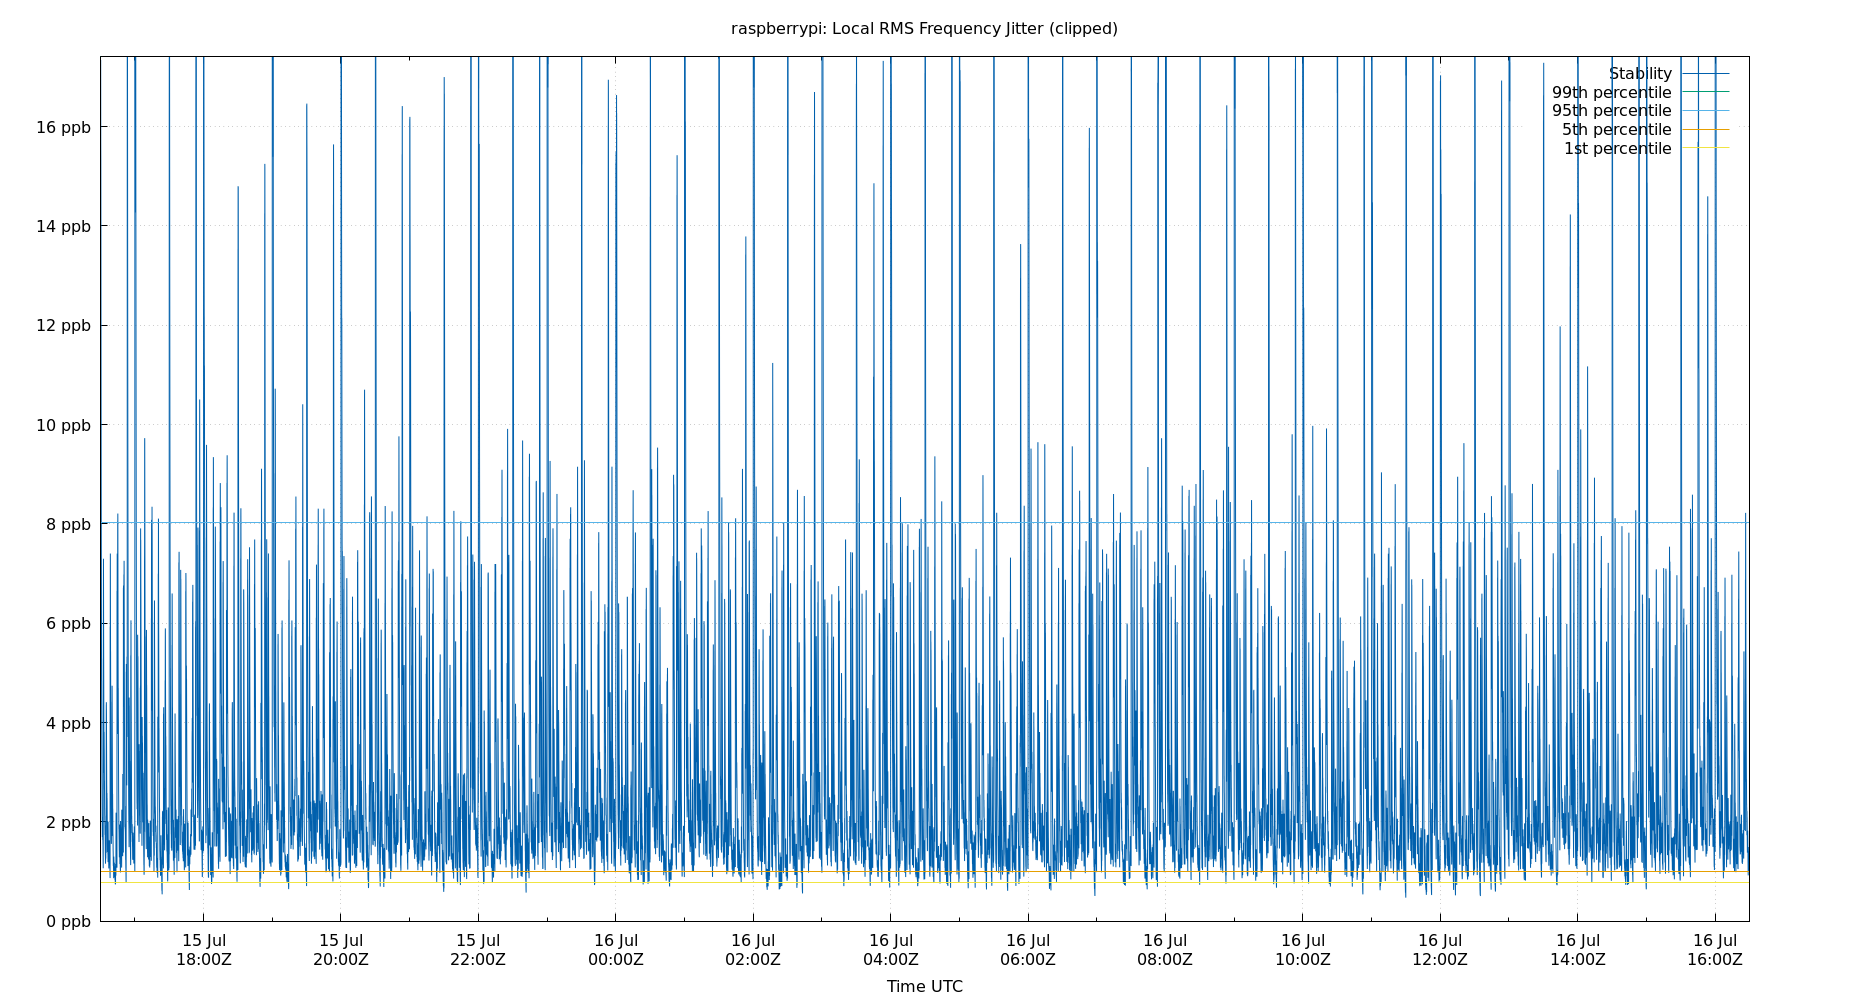 raspberrypi: Local RMS Frequency Jitter (clipped)
Stability
99th percentile
95th percentile
5th percentile
1st percentile
16 ppb
14 ppb
12 ppb
10 ppb
8 ppb
6 ppb
4 ppb
2 ppb
0 ppb
15 Jul 15 Jul 15 Jul 16 Jul 16 Jul 16 Jul 16 Jul 16 Jul 16 Jul 16 Jul 16 Jul 16 Jul
18:00Z 20:00Z 22:00Z 00:00Z 02:00Z 04:00Z 06:00Z 08:00Z 10:00Z 12:00Z 14:00Z 16:00Z
Time UTC